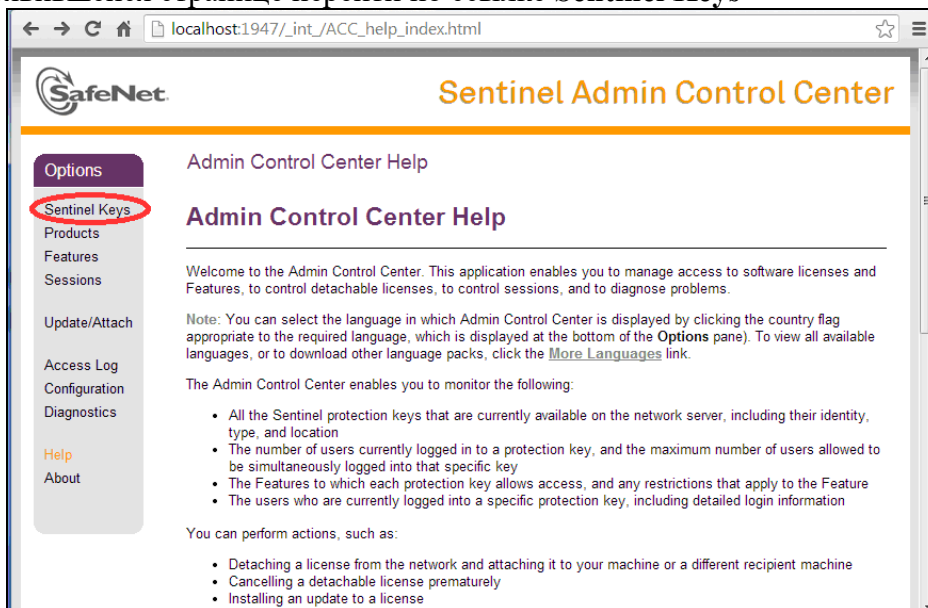 странице перейти по ссылке Sentinel Keys
localhost:1947/_int_/ACC_help_index.html
SafeNet.
Sentinel Admin Control Center
Options
Sentinel Keys
Products
Features
Sessions
Update/Attach
Access Log
Configuration
Diagnostics
Help
About
Admin Control Center Help
Admin Control Center Help
Welcome to the Admin Control Center. This application enables you to manage access to software licenses and
Features, to control detachable licenses, to control sessions, and to diagnose problems.
Note: You can select the language in which Admin Control Center is displayed by clicking the country flag
appropriate to the required language, which is displayed at the bottom of the Options pane). To view all available
languages, or to download other language packs, click the More Languages link.
The Admin Control Center enables you to monitor the following:
• All the Sentinel protection keys that are currently available on the network server, including their identity,
type, and location
• The number of users currently logged in to a protection key, and the maximum number of users allowed to
be simultaneously logged into that specific key
• The Features to which each protection key allows access, and any restrictions that apply to the Feature
• The users who are currently logged into a specific protection key, including detailed login information
You can perform actions, such as:
• Detaching a license from the network and attaching it to your machine or a different recipient machine
• Cancelling a detachable license prematurely
• Installing an update to a license